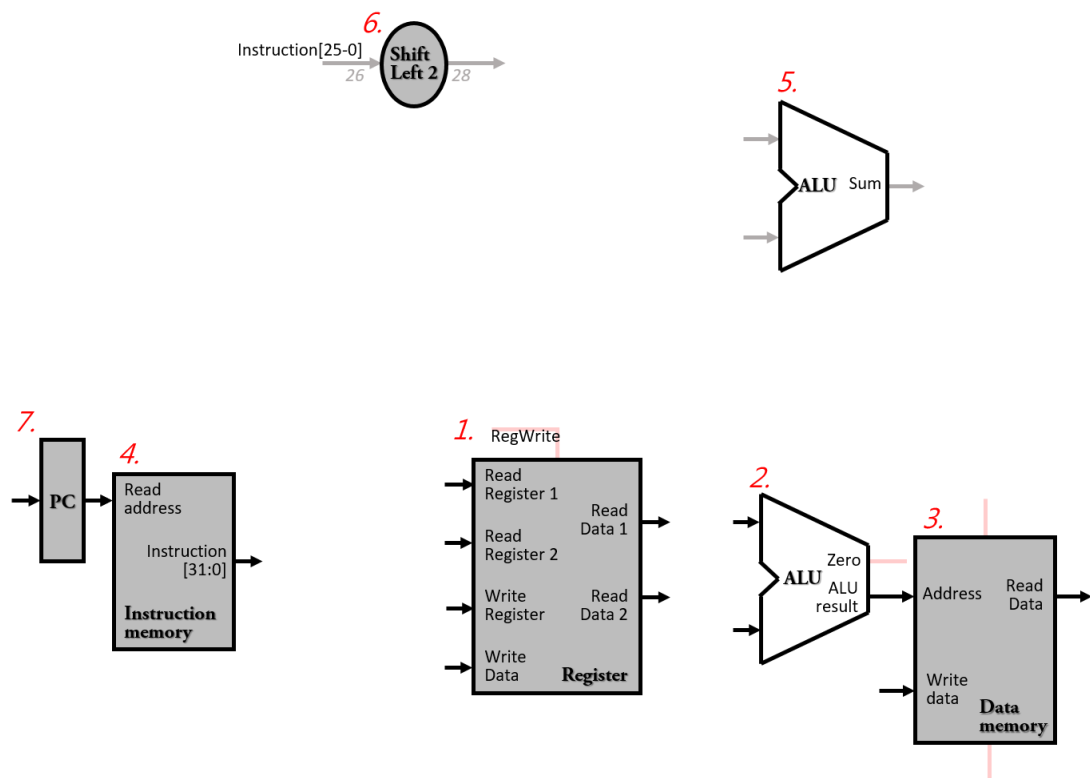 6.
Instruction[25-0]
26
Shift
Left 2
28
5.
ALU
Sum
7.
PC
4.
Read
address
Instruction
[31:0]
Instruction
memory
1.
RegWrite
Read
Register 1
Read
Data 1
Read
Register 2
Write
Register
Read
Data 2
Write
Data
Register
2.
Zero
ALU
ALU
result
3.
Address
Read
Data
Write
data
Data
memory